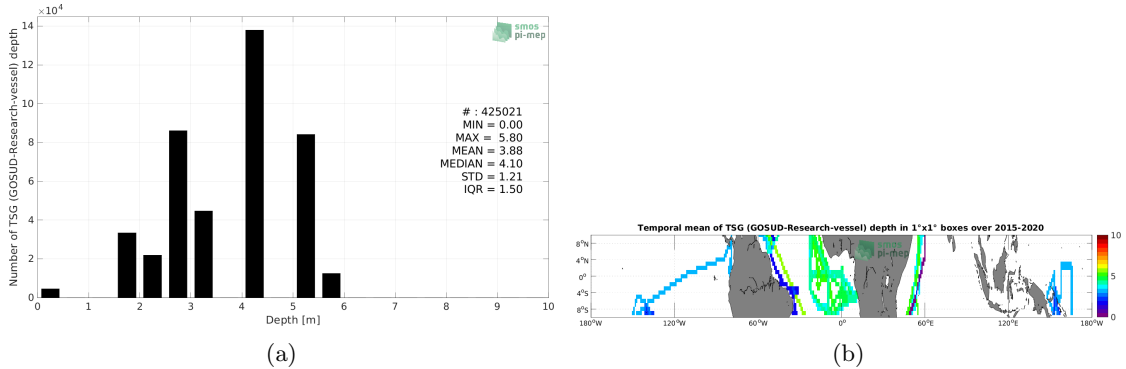 ×10⁴
14
12
10
8
6
4
2
0
Number of TSG (GOSUD-Research-vessel) depth
smos
pi-mep
# : 425021
MIN = 0.00
MAX = 5.80
MEAN = 3.88
MEDIAN = 4.10
STD = 1.21
IQR = 1.50
0 1 2 3 4 5 6 7 8 9 10
Depth [m]
(a)
Temporal mean of TSG (GOSUD-Research-vessel) depth in 1°x1° boxes over 2015-2020
smos
pi-mep
8°N
4°N
0°
4°S
8°S
180°W 120°W 60°W 0° 60°E 120°E 180°W
10
5
0
(b)